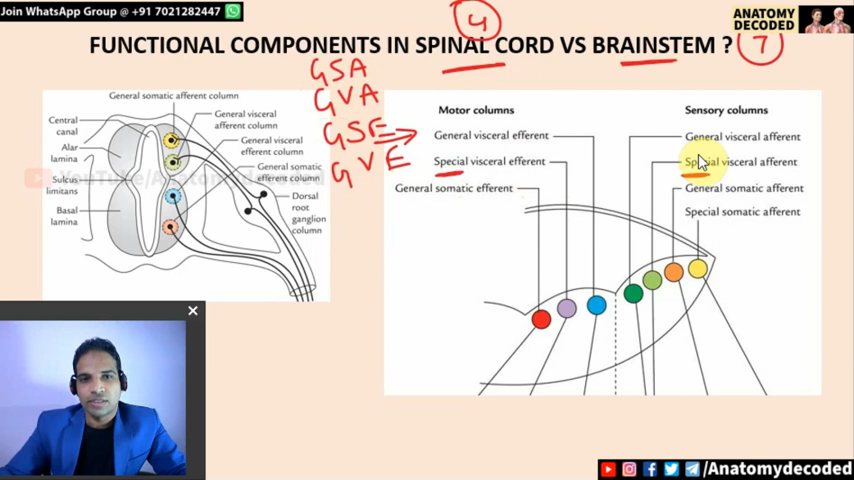 Join WhatsApp Group @ +91 7021282447
ANATOMY
DECODED
4
FUNCTIONAL COMPONENTS IN SPINAL CORD VS BRAINSTEM ?
7
GSA
GVA
GSE
GVE
General somatic afferent column
Central
canal
Alar
lamina
Sulcus
limitans
Basal
lamina
General visceral
afferent column
General visceral
efferent column
General somatic
efferent column
Dorsal
root
ganglion
column
YouTube/Anatomydecoded
Motor columns
General visceral efferent
Special visceral efferent
General somatic efferent
Sensory columns
General visceral afferent
Special visceral afferent
General somatic afferent
Special somatic afferent
/Anatomydecoded